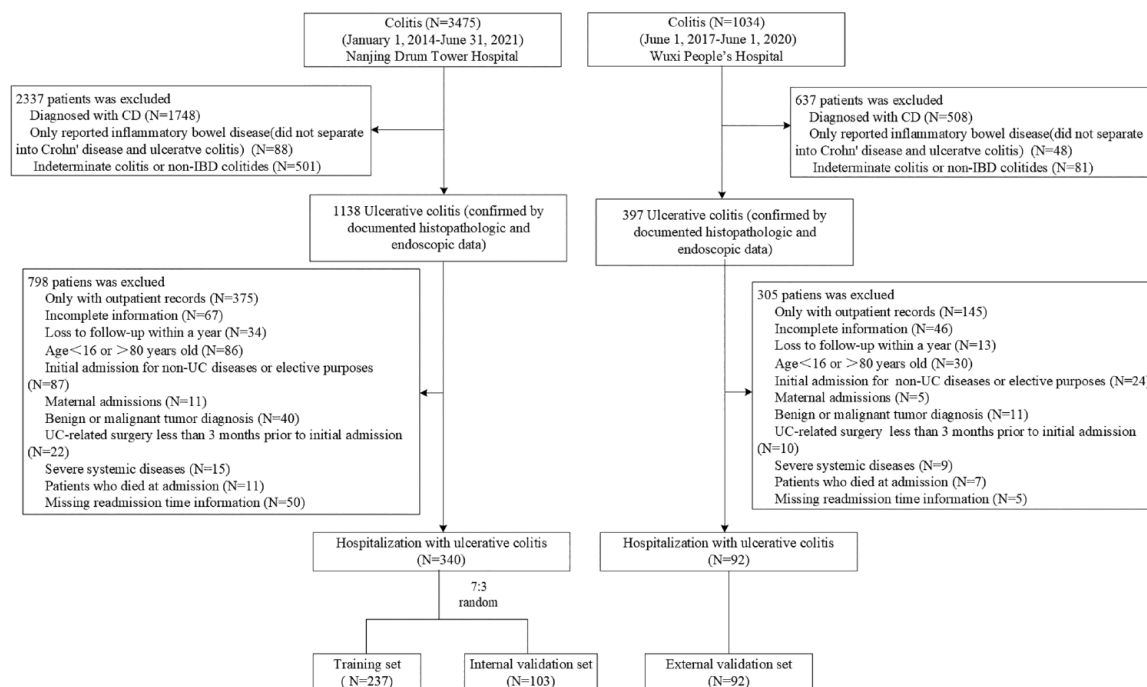 Colitis (N=3475)
(January 1, 2014-June 31, 2021)
Nanjing Drum Tower Hospital
Colitis (N=1034)
(June 1, 2017-June 1, 2020)
Wuxi People's Hospital
2337 patients was excluded
Diagnosed with CD (N=1748)
Only reported inflammatory bowel disease(did not separate
into Crohn' disease and ulceratve colitis) (N=88)
Indeterminate colitis or non-IBD colitides (N=501)
637 patients was excluded
Diagnosed with CD (N=508)
Only reported inflammatory bowel disease(did not separate
into Crohn' disease and ulceratve colitis) (N=48)
Indeterminate colitis or non-IBD colitides (N=81)
1138 Ulcerative colitis (confirmed by
documented histopathologic and
endoscopic data)
397 Ulcerative colitis (confirmed by
documented histopathologic and
endoscopic data)
798 patiens was exclued
Only with outpatient records (N=375)
Incomplete information (N=67)
Loss to follow-up within a year (N=34)
Age<16 or >80 years old (N=86)
Initial admission for non-UC diseases or elective purposes
(N=87)
Maternal admissions (N=11)
Benign or malignant tumor diagnosis (N=40)
UC-related surgery less than 3 months prior to initial admission
(N=22)
Severe systemic diseases (N=15)
Patients who died at admission (N=11)
Missing readmission time information (N=50)
305 patiens was exclued
Only with outpatient records (N=145)
Incomplete information (N=46)
Loss to follow-up within a year (N=13)
Age<16 or >80 years old (N=30)
Initial admission for non-UC diseases or elective purposes (N=24)
Maternal admissions (N=5)
Benign or malignant tumor diagnosis (N=11)
UC-related surgery less than 3 months prior to initial admission
(N=10)
Severe systemic diseases (N=9)
Patients who died at admission (N=7)
Missing readmission time information (N=5)
Hospitalization with ulcerative colitis
(N=340)
Hospitalization with ulcerative colitis
(N=92)
7:3
random
Training set
( N=237)
Internal validation set
(N=103)
External validation set
(N=92)